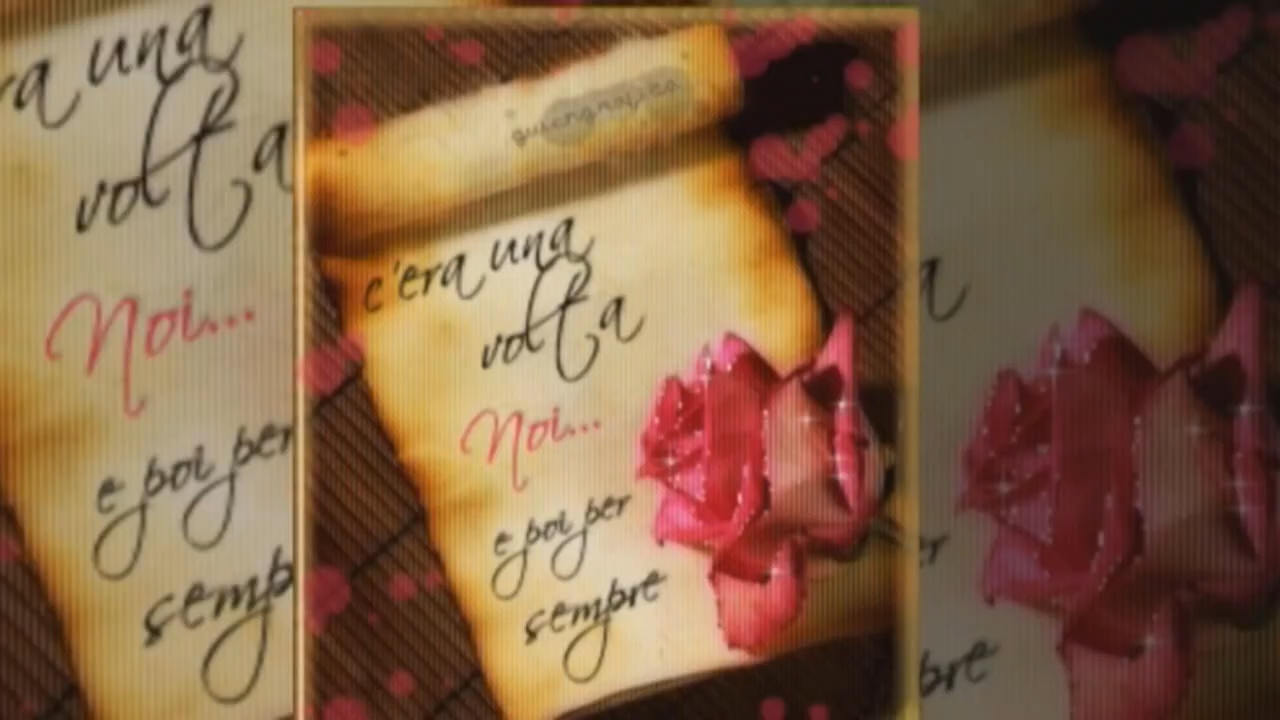 c'era una
volta
Noi...
e poi per
sempre